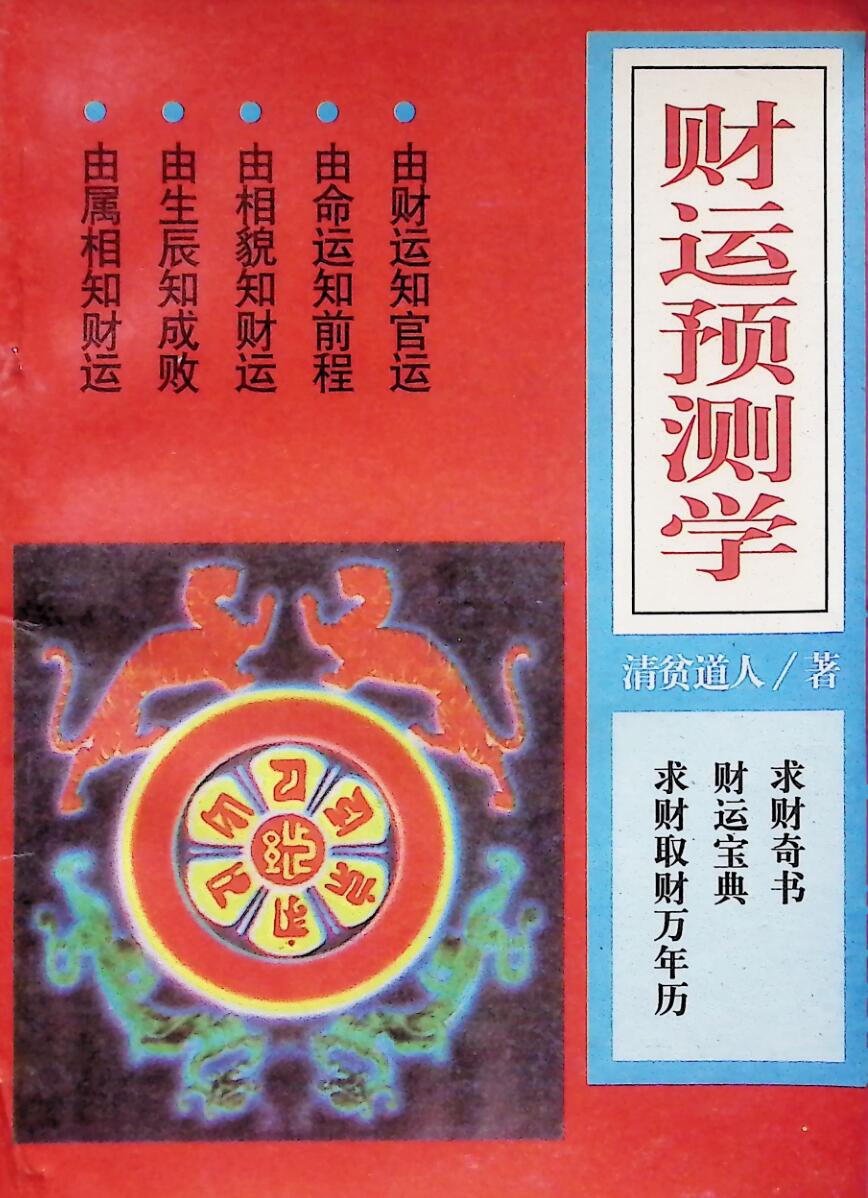 财运预测学
清贫道人/著
求财奇书
财运宝典
求财取财万年历
由财运知官运
由命运知前程
由相貌知财运
由生辰知成败
由属相知财运